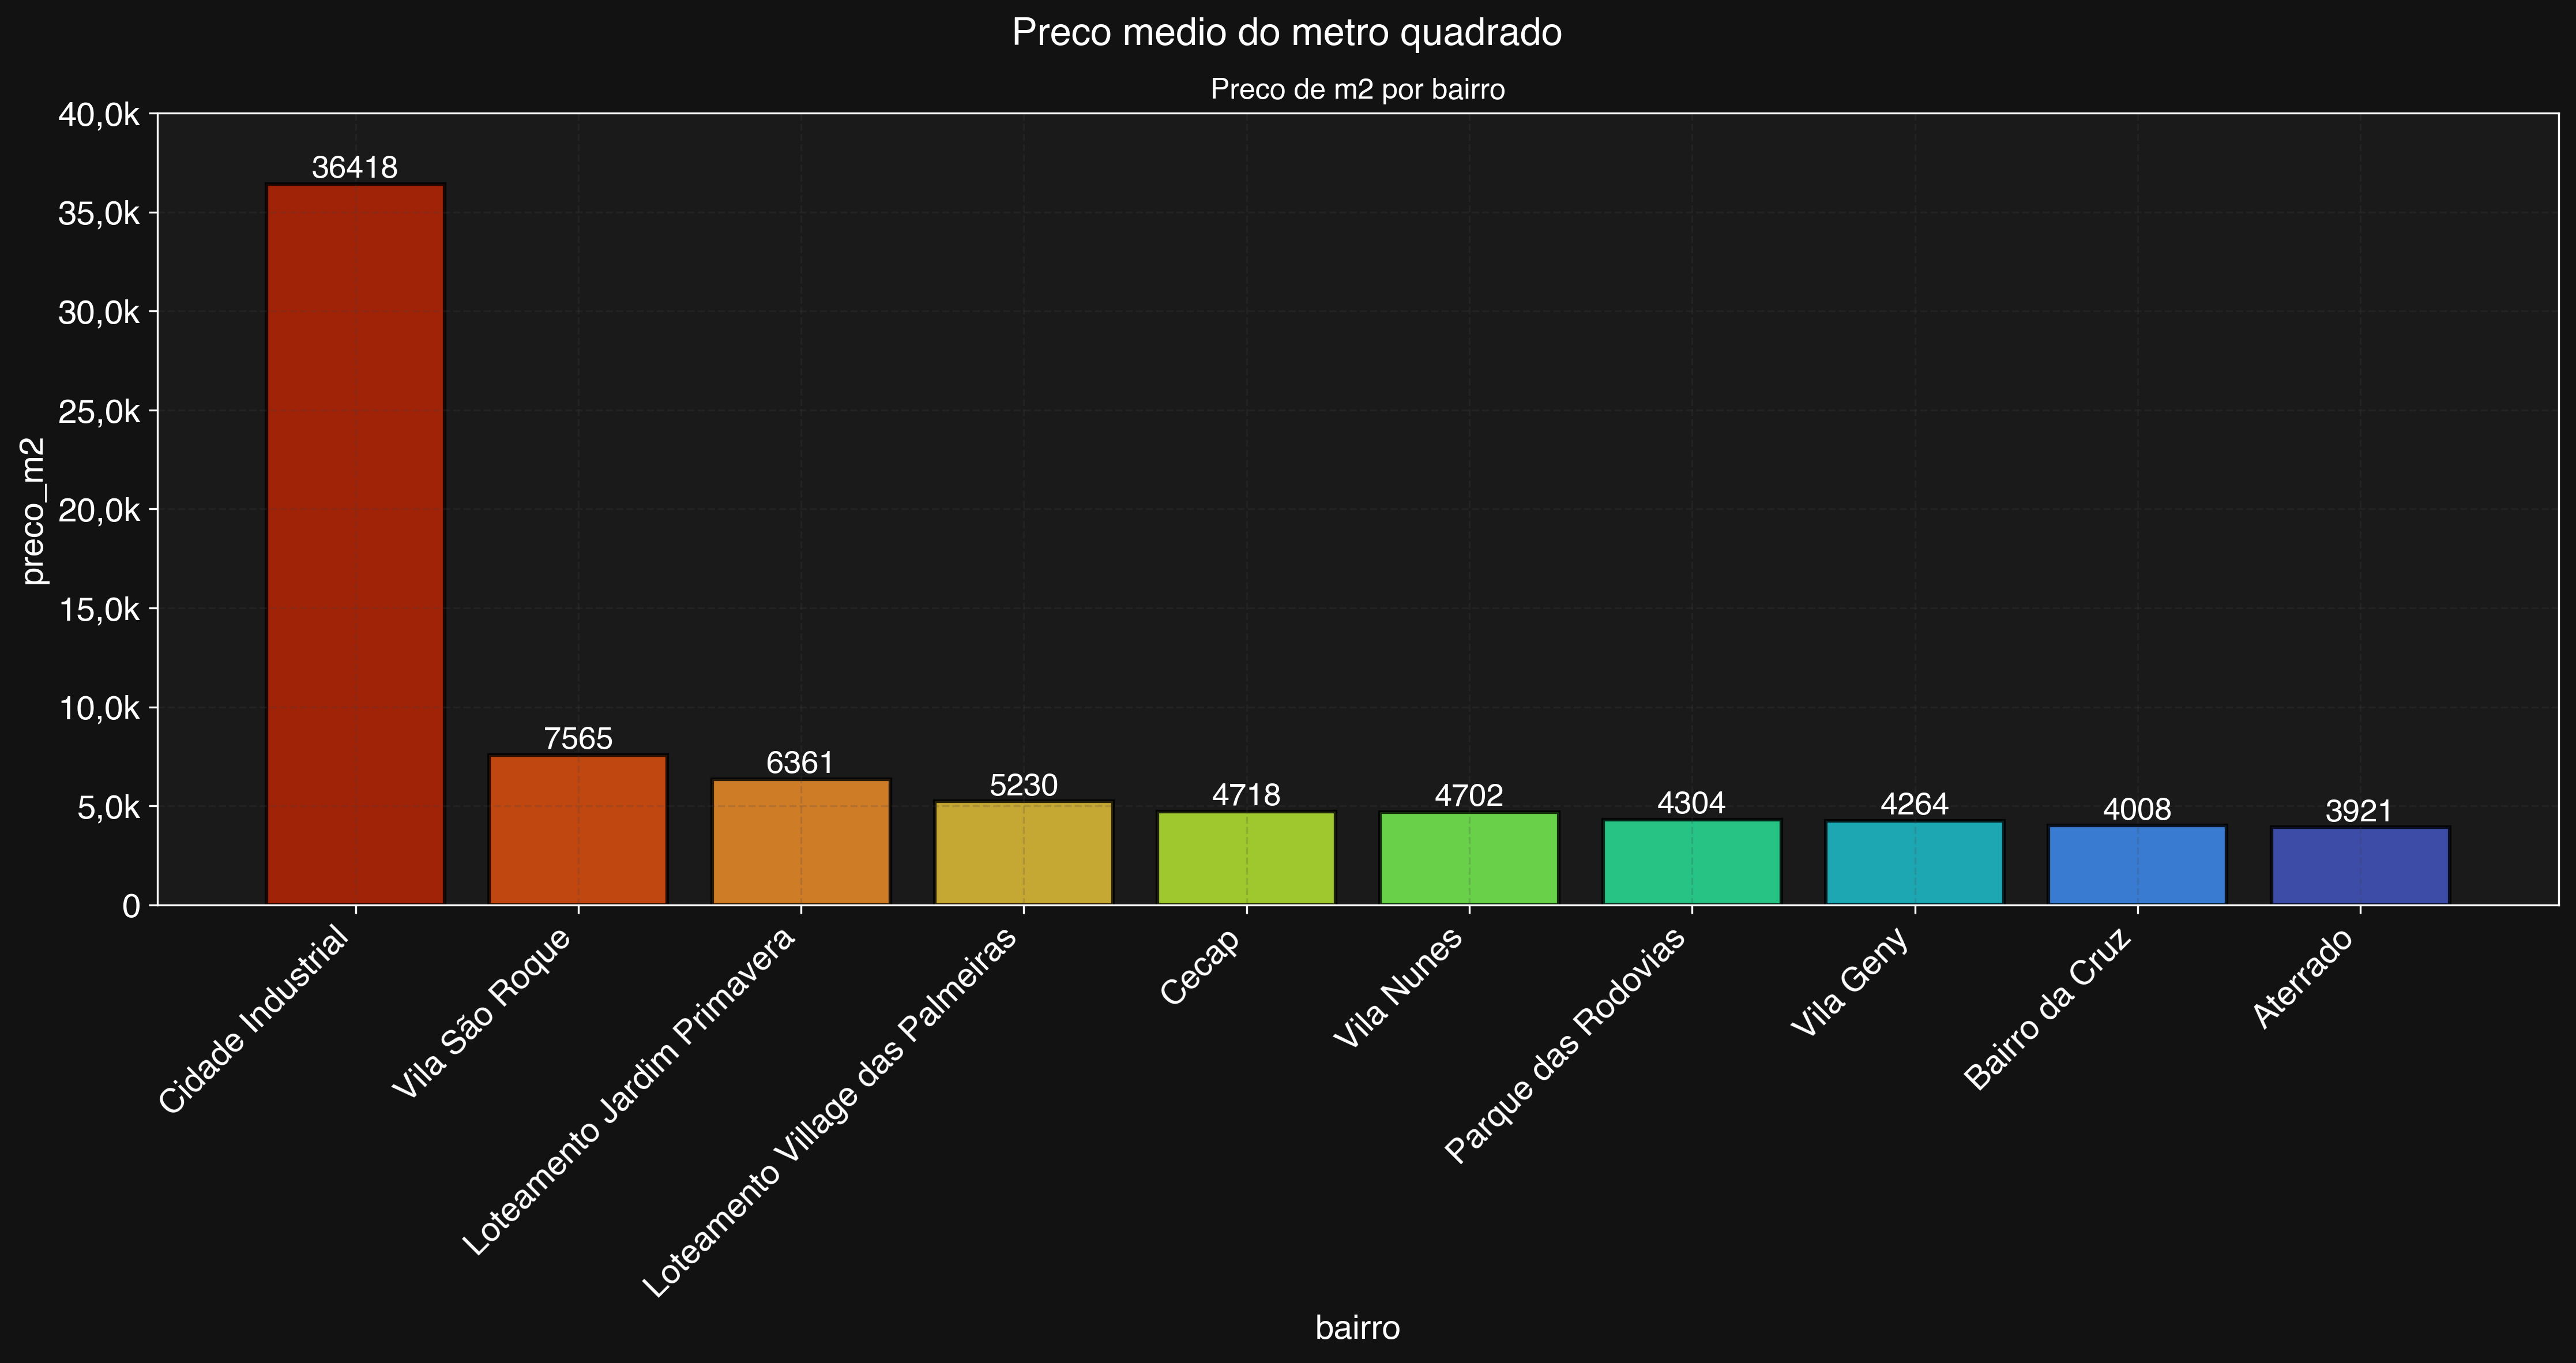 Preco medio do metro quadrado
Preco de m2 por bairro
preco_m2
40,0k
35,0k
30,0k
25,0k
20,0k
15,0k
10,0k
5,0k
0
36418
7565
6361
5230
4718
4702
4304
4264
4008
3921
Cidade Industrial
Vila São Roque
Loteamento Jardim Primavera
Loteamento Village das Palmeiras
Cecap
Vila Nunes
Parque das Rodovias
Vila Geny
Bairro da Cruz
Aterrado
bairro